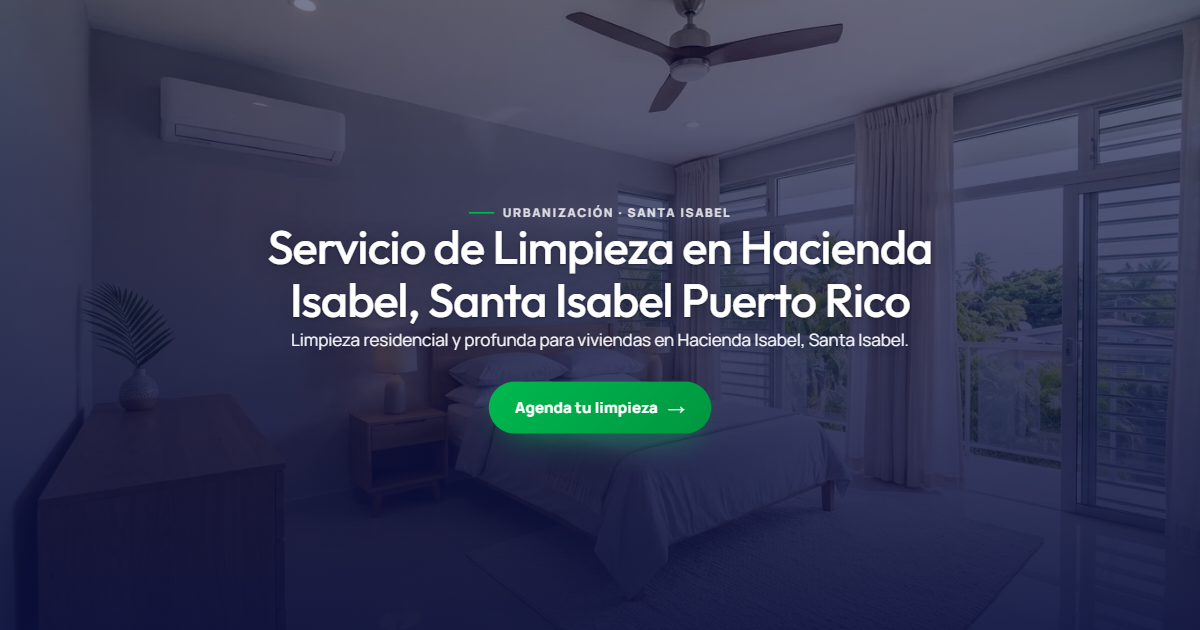 URBANIZACIÓN · SANTA ISABEL
Servicio de Limpieza en Hacienda
Isabel, Santa Isabel Puerto Rico
Limpieza residencial y profunda para viviendas en Hacienda Isabel, Santa Isabel.
Agenda tu limpieza →